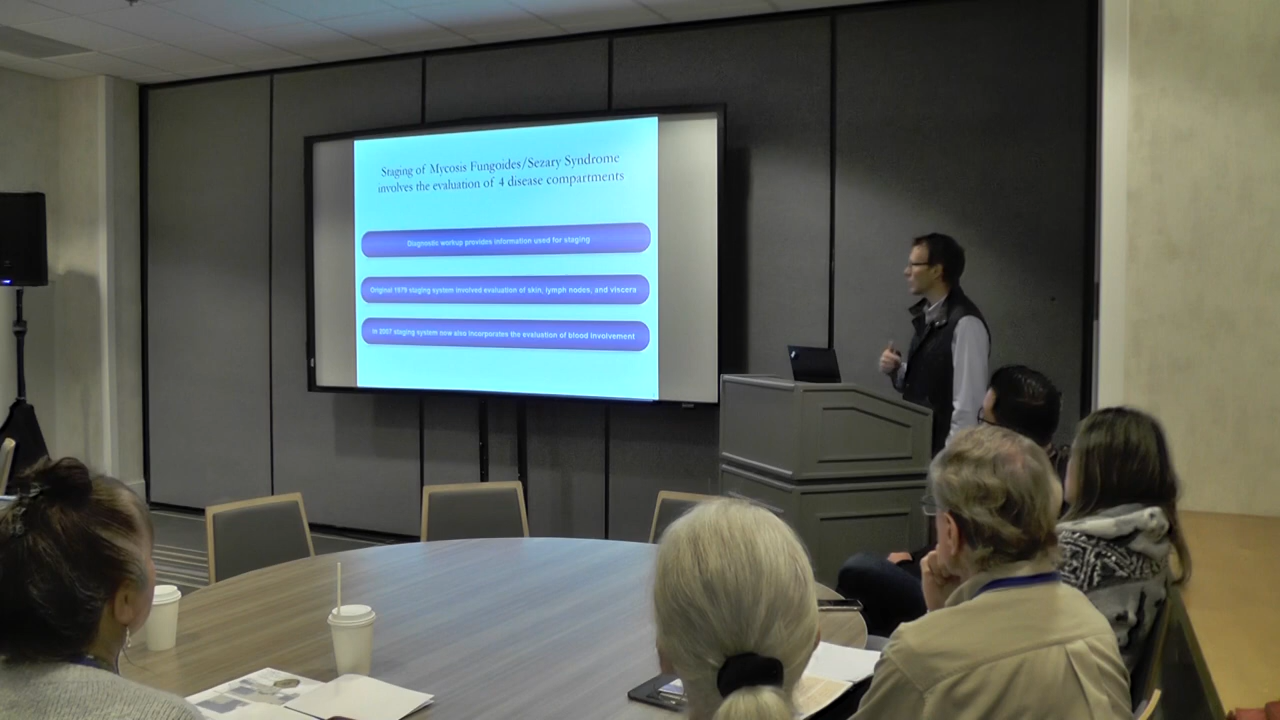 Staging of Mycosis Fungoides/Sezary Syndrome
involves the evaluation of 4 disease compartments
Diagnostic workup provides information used for staging
Original 1979 staging system involved evaluation of skin, lymph nodes, and viscera
In 2007 staging system now also incorporates the evaluation of blood involvement